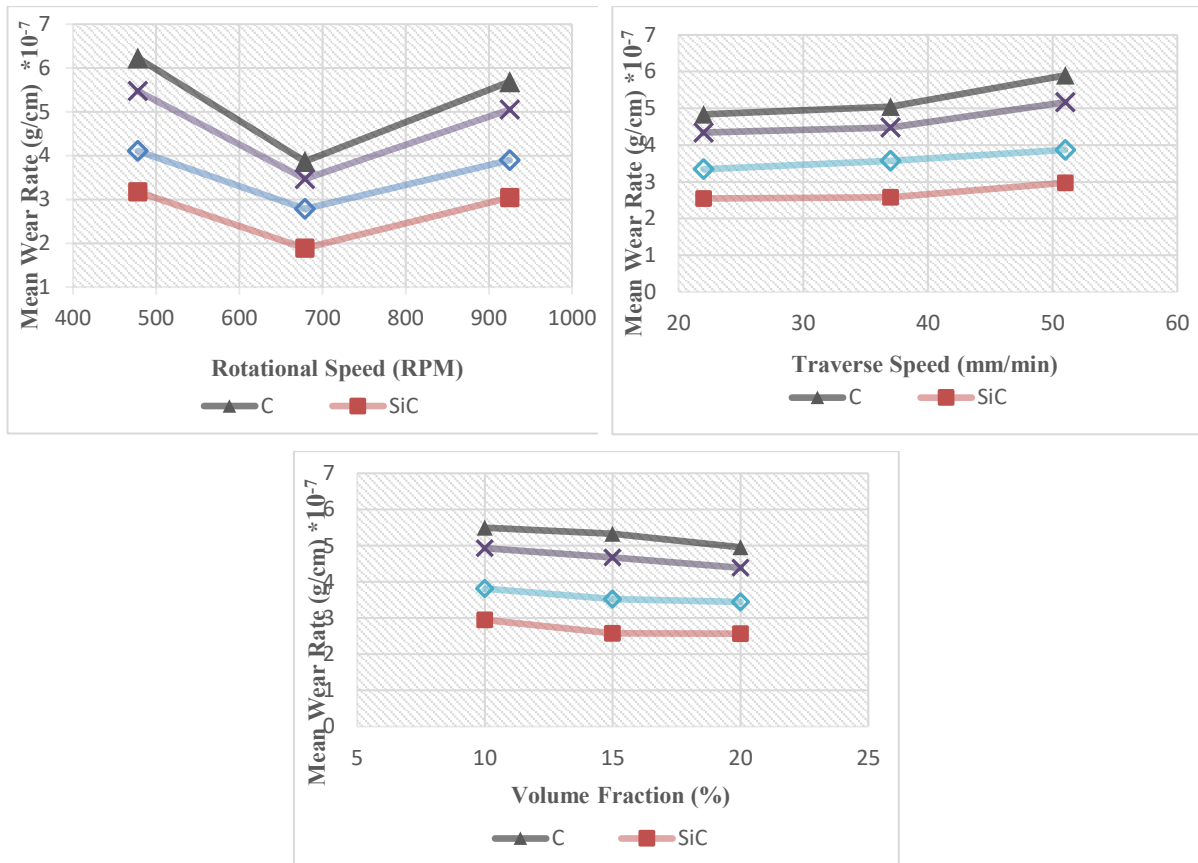 Mean Wear Rate (g/cm) *10-7
7
6
5
4
3
2
1
400 500 600 700 800 900 1000
Rotational Speed (RPM)
C SiC
Mean Wear Rate (g/cm) *10-7
7
6
5
4
3
2
1
0
20 30 40 50 60
Traverse Speed (mm/min)
C SiC
Mean Wear Rate (g/cm) *10-7
7
6
5
4
3
2
1
0
5 10 15 20 25
Volume Fraction (%)
C SiC